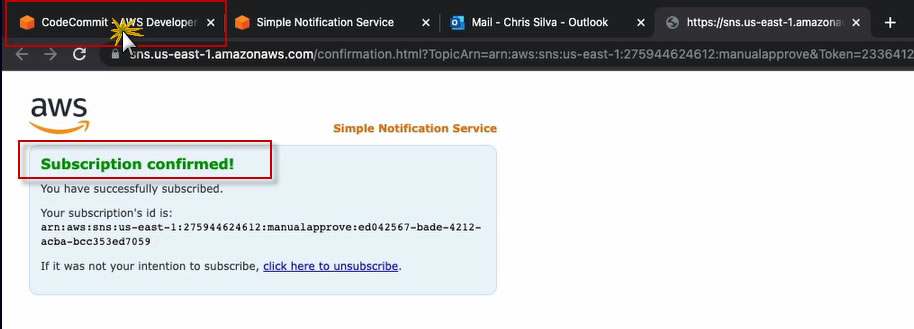 CodeCommit > AWS Developer
Simple Notification Service
Mail - Chris Silva - Outlook
https://sns.us-east-1.amazonaw
sns.us-east-1.amazonaws.com/confirmation.html?TopicArn=arn:aws:sns:us-east-1:275944624612:manualapprove&Token=2336412
aws
Simple Notification Service
Subscription confirmed!
You have successfully subscribed.
Your subscription's id is:
arn:aws:sns:us-east-1:275944624612:manualapprove:ed042567-bade-4212-
acba-bcc353ed7059
If it was not your intention to subscribe, click here to unsubscribe.